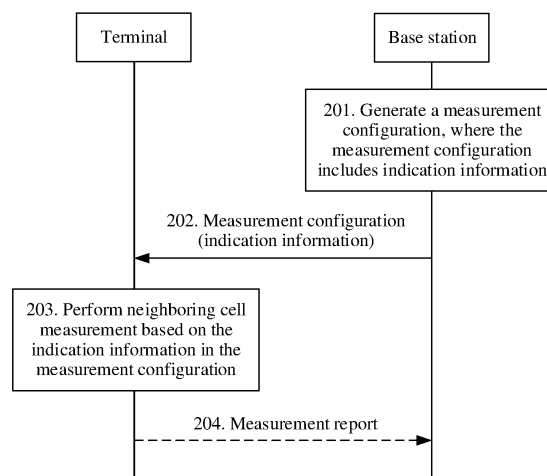 Terminal
Base station
201. Generate a measurement
configuration, where the
measurement configuration
includes indication information
202. Measurement configuration
(indication information)
203. Perform neighboring cell
measurement based on the
indication information in the
measurement configuration
204. Measurement report